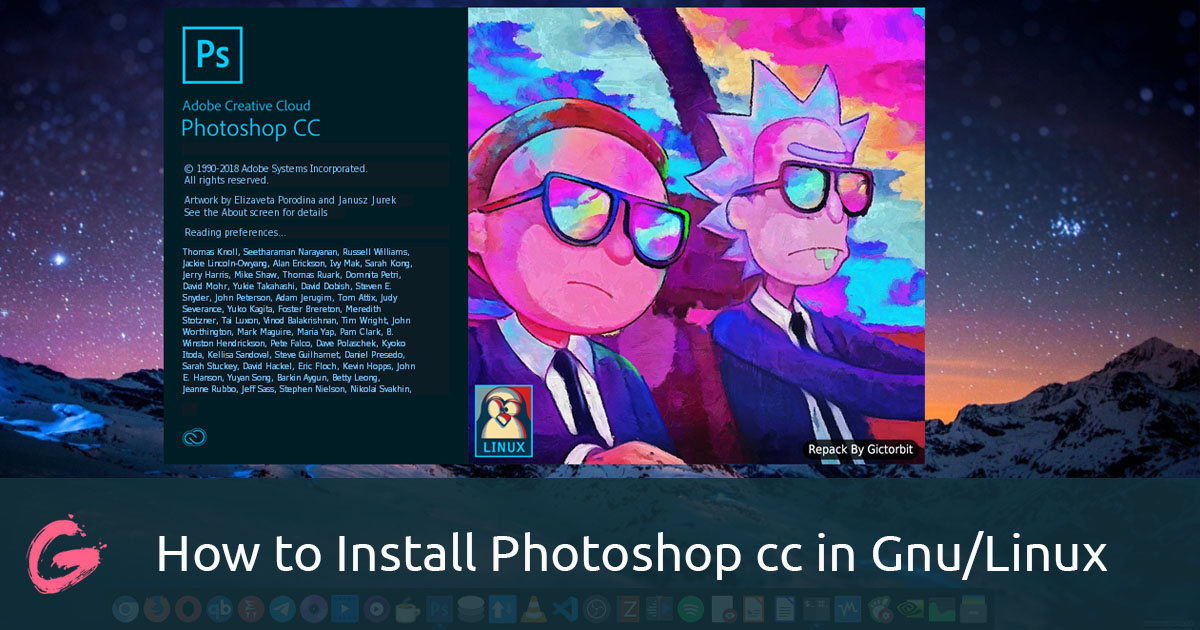 Ps
Adobe Creative Cloud
Photoshop CC
© 1990-2018 Adobe Systems Incorporated.
All rights reserved.
Artwork by Elizaveta Porodina and Janusz Jurek
See the About screen for details
Reading preferences...
Thomas Knoll, Seetharaman Narayanan, Russell Williams,
Jackie Lincoln-Owyang, Alan Erickson, Ivy Mak, Sarah Kong,
Jerry Harris, Mike Shaw, Thomas Ruark, Domnita Petri,
David Mohr, Yukie Takahashi, David Dobish, Steven E.
Snyder, John Peterson, Adam Jerugim, Tom Attix, Judy
Severance, Yuko Kagita, Foster Brereton, Meredith
Stotzner, Tai Luxon, Vinod Balakrishnan, Tim Wright, John
Worthington, Mark Maguire, Maria Yap, Pam Clark, B.
Winston Hendrickson, Pete Falco, Dave Polaschek, Kyoko
Itoda, Kellisa Sandoval, Steve Guilhamet, Daniel Presedo,
Sarah Stuckey, David Hackel, Eric Floch, Kevin Hopps, John
E. Hanson, Yuyan Song, Barkin Aygun, Betty Leong,
Jeanne Rubbo, Jeff Sass, Stephen Nielson, Nikolai Svakhin,
LINUX
Repack By Gictorbit
G
How to Install Photoshop cc in Gnu/Linux
qb
Ps
Z